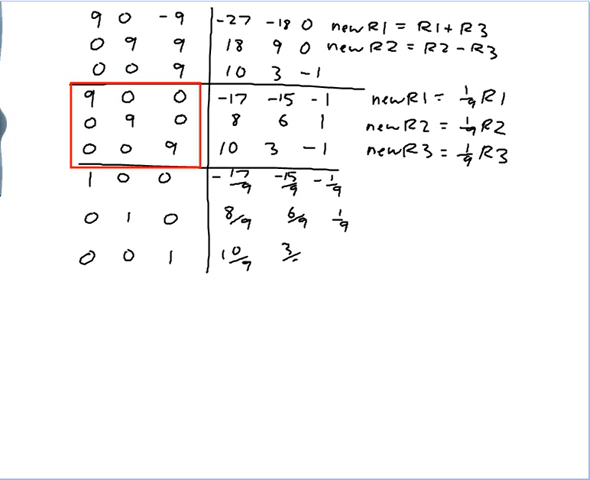 9 0 -9 | -27 -18 0 newR1 = R1 + R3
0 9 9 | 18 9 0 newR2 = R2 - R3
0 0 9 | 10 3 -1
9 0 0 | -17 -15 -1 newR1 = 1/9 R1
0 9 0 | 8 6 1 newR2 = 1/9 R2
0 0 9 | 10 3 -1 newR3 = 1/9 R3
1 0 0 | -17/9 -15/9 -1/9
0 1 0 | 8/9 6/9 1/9
0 0 1 | 10/9 3/